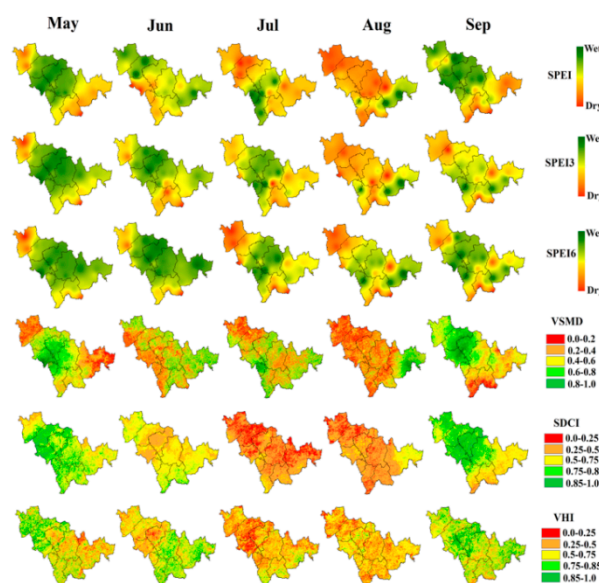 May Jun Jul Aug Sep
SPEI
Wet
Dry
SPEI3
SPEI6
Wet
Dry
VSMD
0.0-0.2
0.2-0.4
0.4-0.6
0.6-0.8
0.8-1.0
SDCI
0.0-0.25
0.25-0.5
0.5-0.75
0.75-0.8
0.85-1.0
VHI
0.0-0.25
0.25-0.5
0.5-0.75
0.75-0.85
0.85-1.0